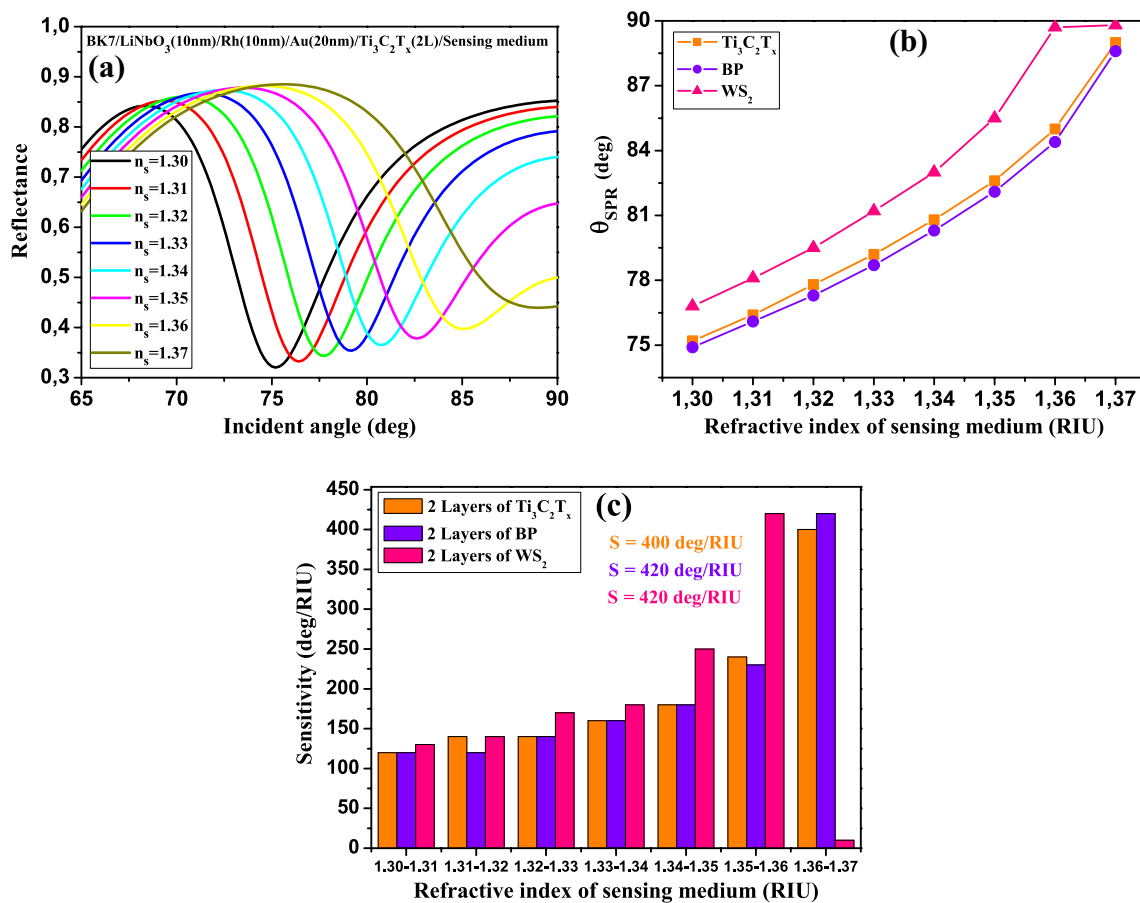 BK7/LiNbO₃(10nm)/Rh(10nm)/Au(20nm)/Ti₃C₂Tₓ(2L)/Sensing medium
(a)
1,0
0,9
0,8
0,7
0,6
0,5
0,4
0,3
Reflectance
nₛ=1.30
nₛ=1.31
nₛ=1.32
nₛ=1.33
nₛ=1.34
nₛ=1.35
nₛ=1.36
nₛ=1.37
65 70 75 80 85 90
Incident angle (deg)
(b)
Ti₃C₂Tₓ
BP
WS₂
90
87
84
81
78
75
θSPR (deg)
1,30 1,31 1,32 1,33 1,34 1,35 1,36 1,37
Refractive index of sensing medium (RIU)
(c)
2 Layers of Ti₃C₂Tₓ
2 Layers of BP
2 Layers of WS₂
S = 400 deg/RIU
S = 420 deg/RIU
S = 420 deg/RIU
450
400
350
300
250
200
150
100
50
0
Sensitivity (deg/RIU)
1.30-1.31 1.31-1.32 1.32-1.33 1.33-1.34 1.34-1.35 1.35-1.36 1.36-1.37
Refractive index of sensing medium (RIU)